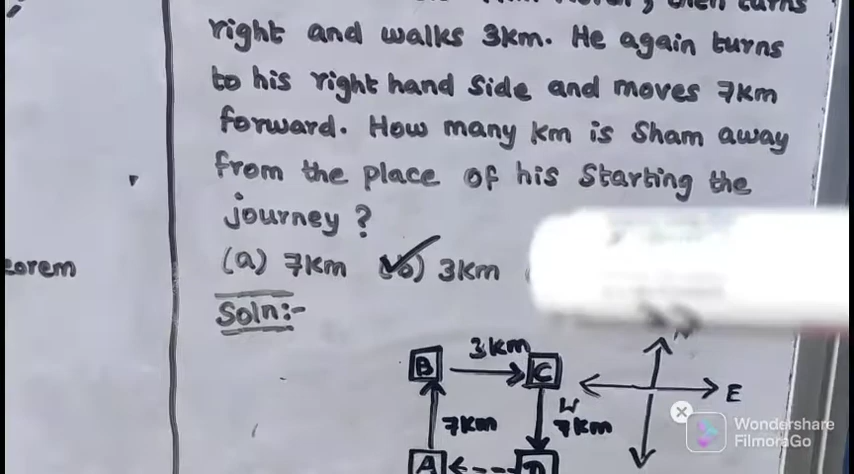 right and walks 3km. He again turns
to his right hand side and moves 7km
forward. How many km is Sham away
from the place of his starting the
journey?
(a) 7km (b) 3km
eorem
Soln:-
3km
B C
E
W
7km 7km
A D
Wondershare
FilmoraGo